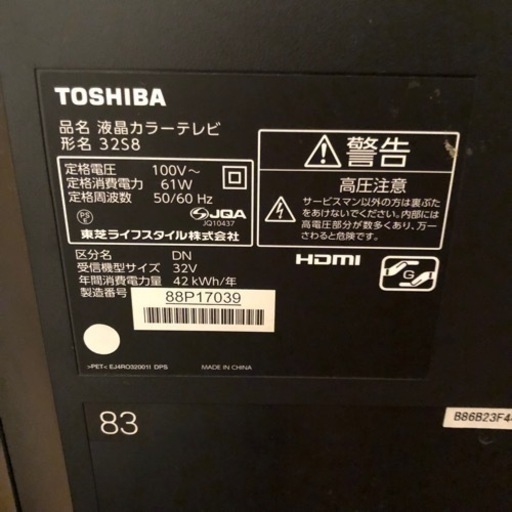 TOSHIBA
品名 液晶カラーテレビ
形名 32S8
定格電圧 100V～
定格消費電力 61W
定格周波数 50/60 Hz
PS
E
JQA
JQ10437
東芝ライフスタイル株式会社
区分名 DN
受信機型サイズ 32V
年間消費電力量 42 kWh/年
製造番号
88P17039
>PET< EJ4RO32001I DPS
MADE IN CHINA
警告
高圧注意
サービスマン以外の方は裏ぶた
をあけないでください。内部には
高電圧部分が数多くあり、万一
さわると危険です。
HDMI
G
83
B86B23F4